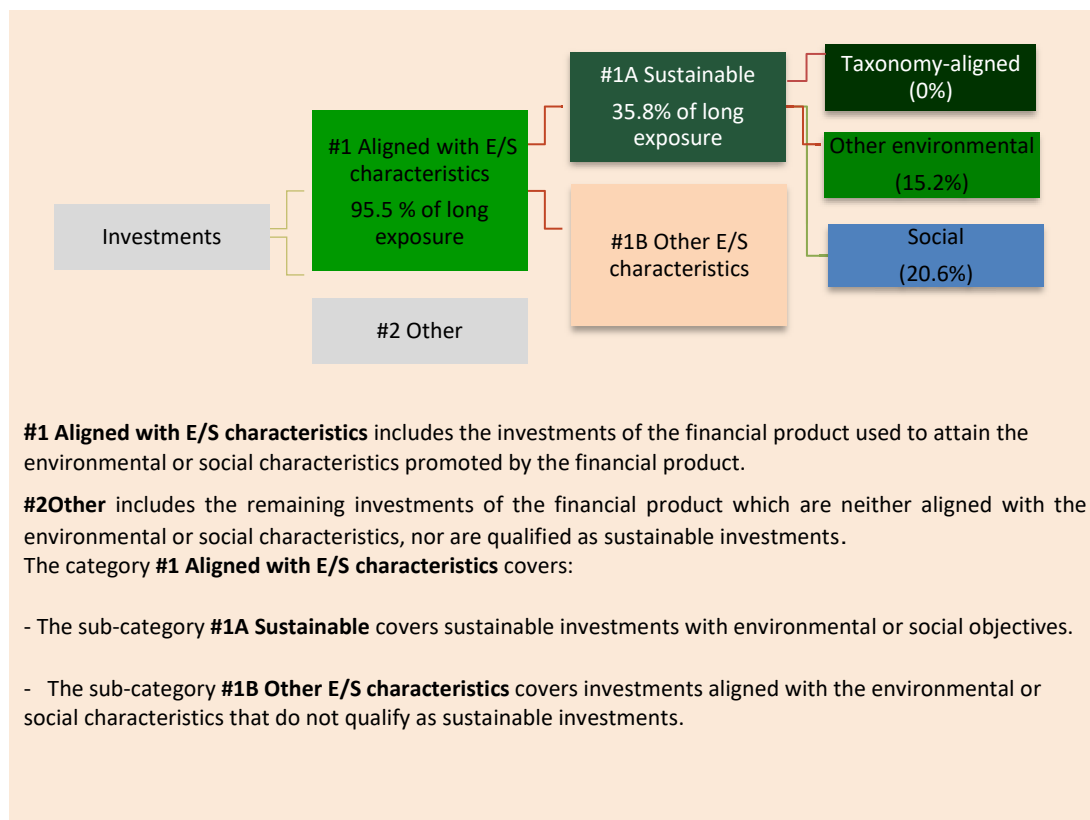 Investments
#1 Aligned with E/S
characteristics
95.5 % of long
exposure
#2 Other
#1A Sustainable
35.8% of long
exposure
#1B Other E/S
characteristics
Taxonomy-aligned
(0%)
Other environmental
(15.2%)
Social
(20.6%)
#1 Aligned with E/S characteristics includes the investments of the financial product used to attain the
environmental or social characteristics promoted by the financial product.
#2Other includes the remaining investments of the financial product which are neither aligned with the
environmental or social characteristics, nor are qualified as sustainable investments.
The category #1 Aligned with E/S characteristics covers:
- The sub-category #1A Sustainable covers sustainable investments with environmental or social objectives.
- The sub-category #1B Other E/S characteristics covers investments aligned with the environmental or
social characteristics that do not qualify as sustainable investments.